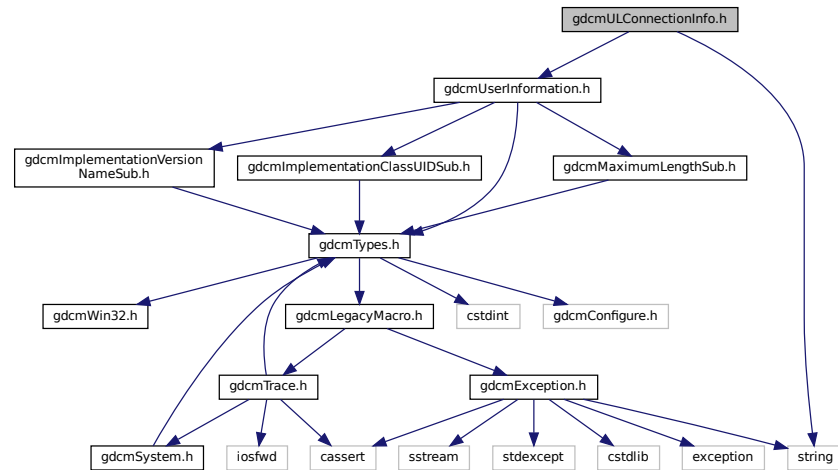 gdcmULConnectionInfo.h
gdcmUserInformation.h
gdcmImplementationVersion
NameSub.h
gdcmImplementationClassUIDSub.h
gdcmMaximumLengthSub.h
gdcmTypes.h
gdcmWin32.h
gdcmLegacyMacro.h
cstdint
gdcmConfigure.h
gdcmTrace.h
gdcmException.h
gdcmSystem.h
iosfwd
cassert
sstream
stdexcept
cstdlib
exception
string